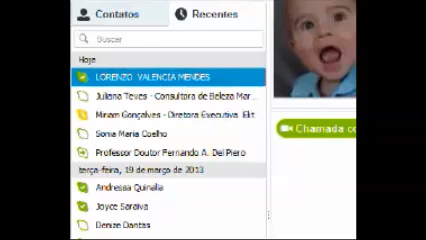 Contatos
Recentes
Buscar
Hoje
LORENZO VALENCIA MENDES
Juliana Teves - Consultora de Beleza Mar ...
Miriam Gonçalves - Diretora Executiva Elit ...
Sonia Maria Coelho
Professor Doutor Fernando A. Del Piero
terça-feira, 19 de março de 2013
Andressa Quinalia
Joyce Saraiva
Denize Dantas
Chamada co